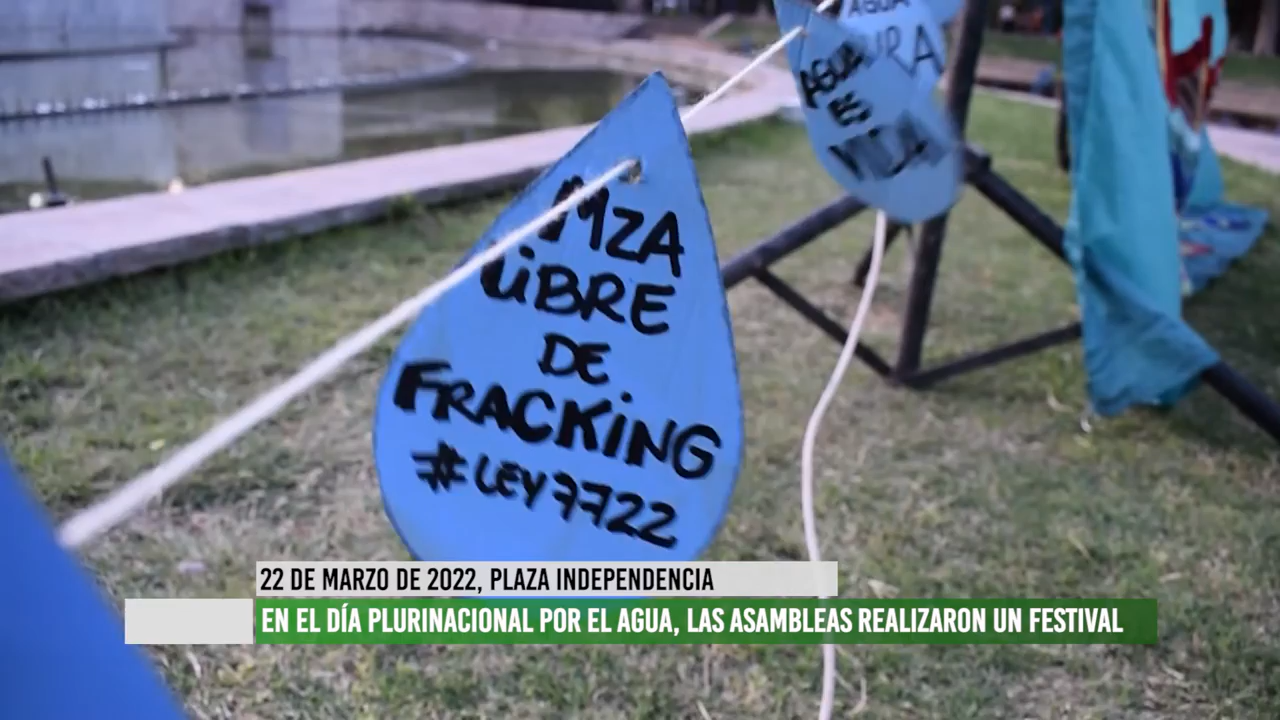 AGUA
AGUA
ES
VIDA
MZA
LIBRE
DE
FRACKING
#LEY7722
22 DE MARZO DE 2022, PLAZA INDEPENDENCIA
EN EL DÍA PLURINACIONAL POR EL AGUA, LAS ASAMBLEAS REALIZARON UN FESTIVAL